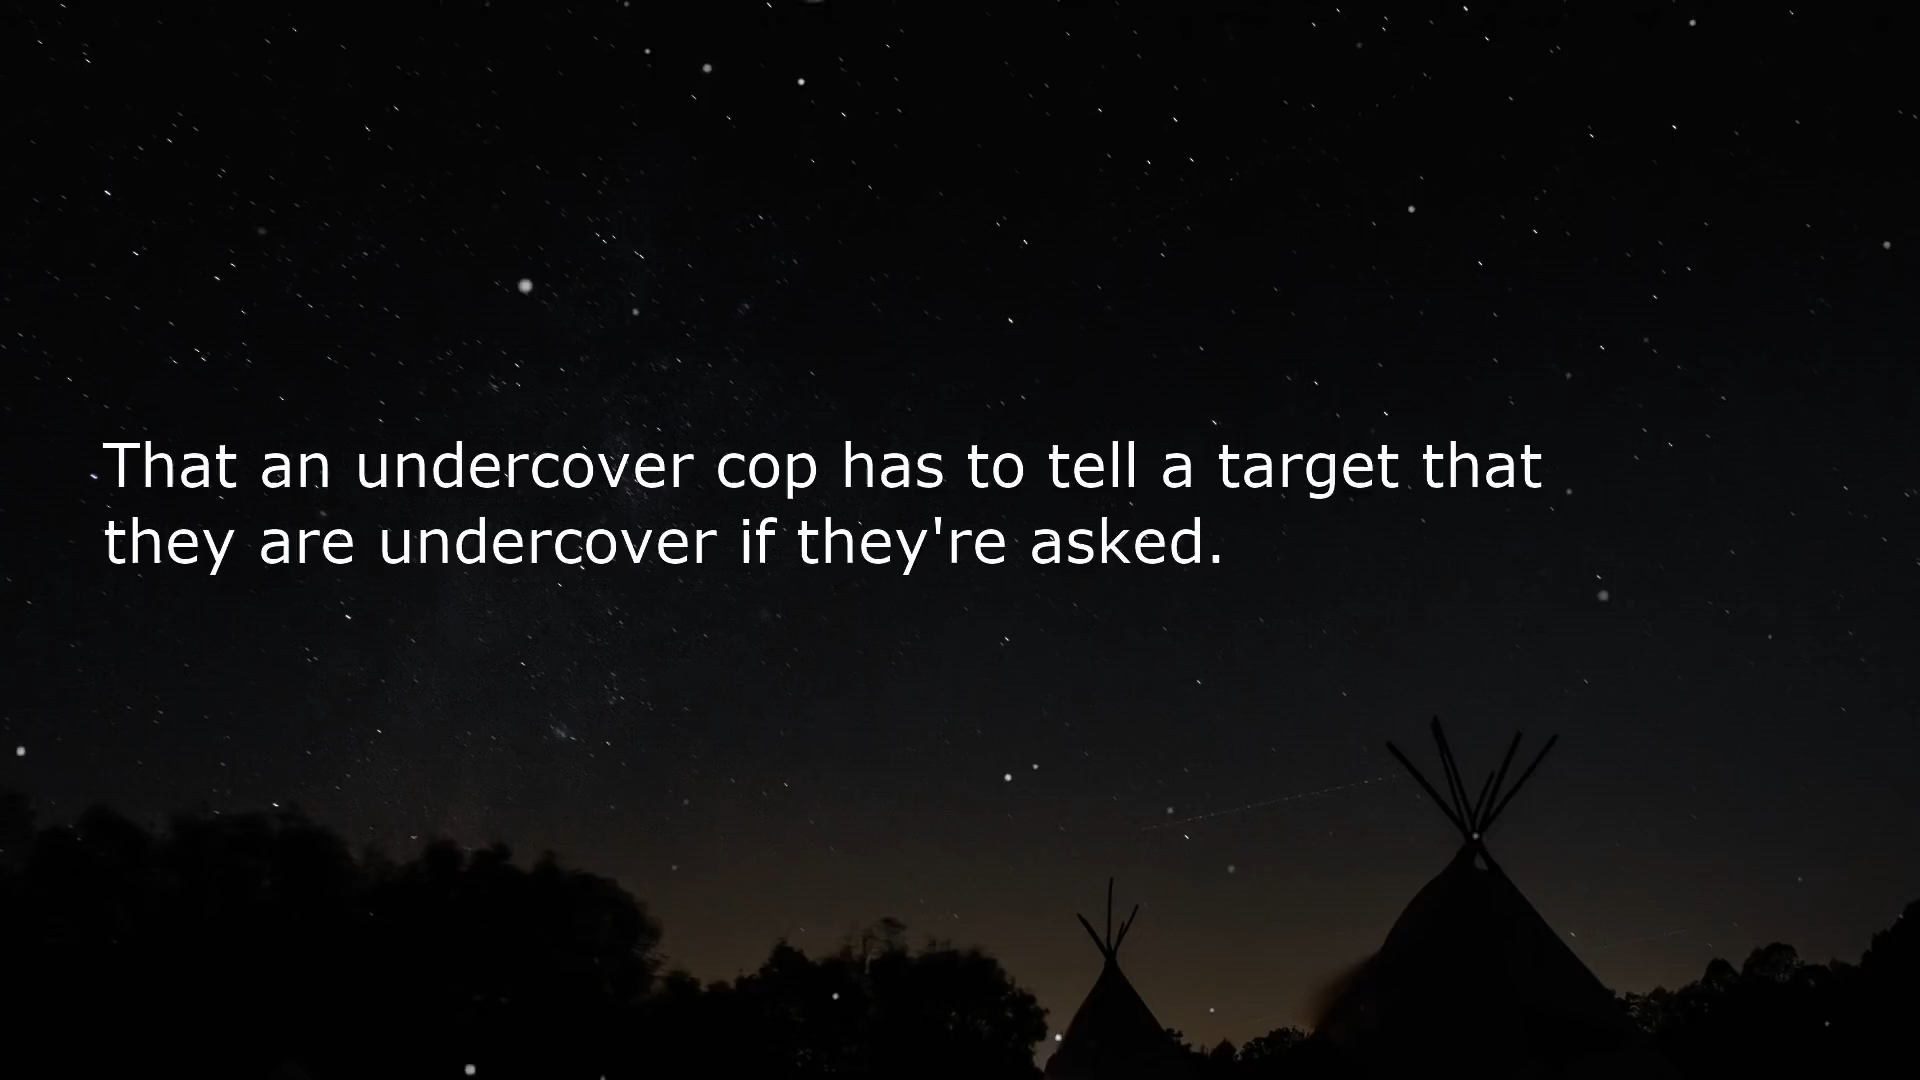 That an undercover cop has to tell a target that
they are undercover if they're asked.